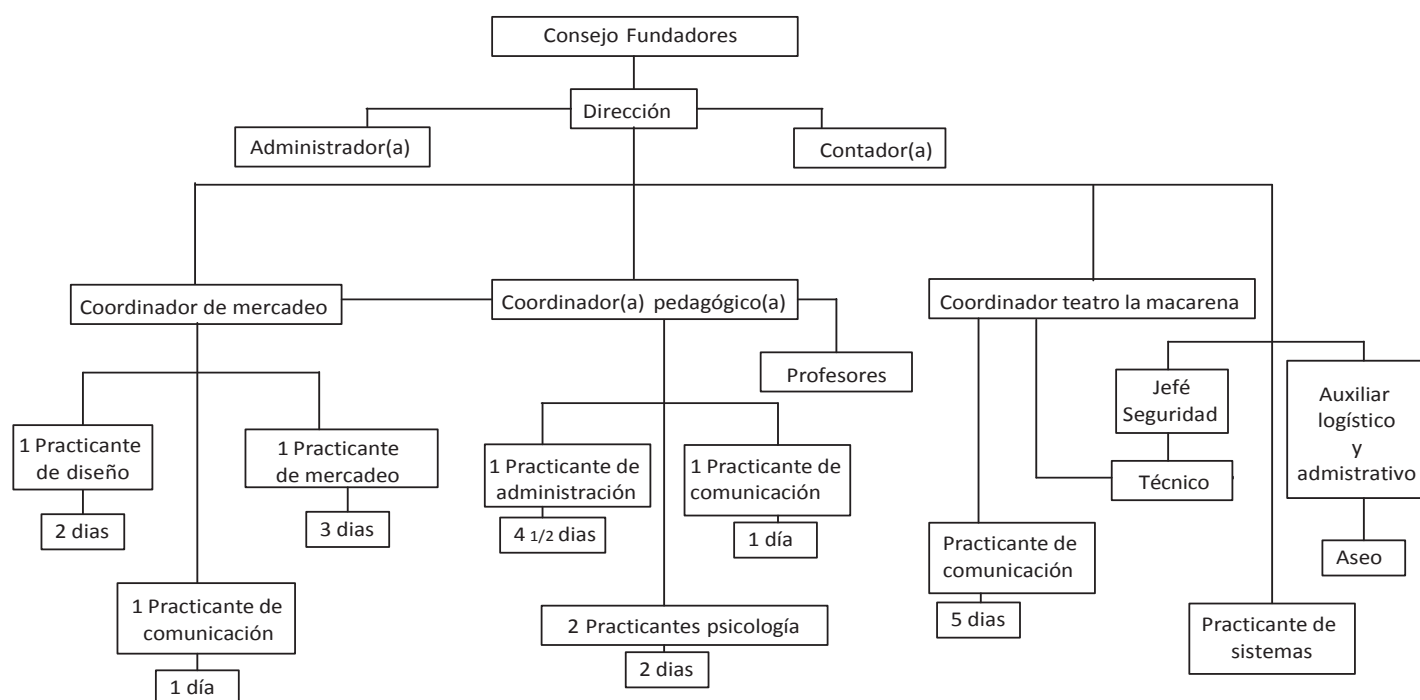 Consejo Fundadores
Dirección
Administrador(a)
Contador(a)
Coordinador de mercadeo
Coordinador(a) pedagógico(a)
Coordinador teatro la macarena
Profesores
Jefé
Seguridad
Auxiliar
logístico
y
admistrativo
1 Practicante
de diseño
1 Practicante
de mercadeo
1 Practicante de
administración
1 Practicante de
comunicación
Técnico
2 dias
3 dias
4 1/2 dias
1 día
Practicante de
comunicación
Aseo
1 Practicante de
comunicación
2 Practicantes psicología
5 dias
Practicante de
sistemas
1 día
2 dias